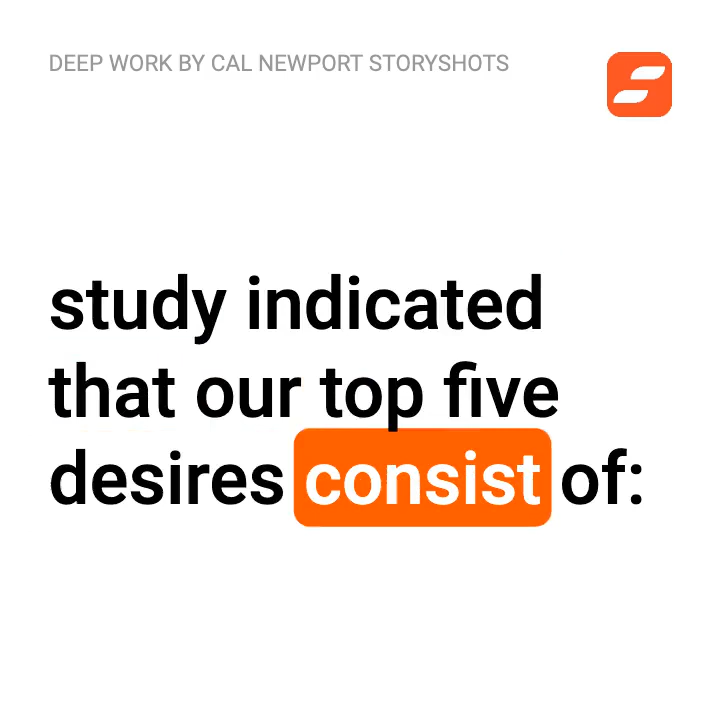 DEEP WORK BY CAL NEWPORT STORYSHOTS
study indicated
that our top five
desires consist of: